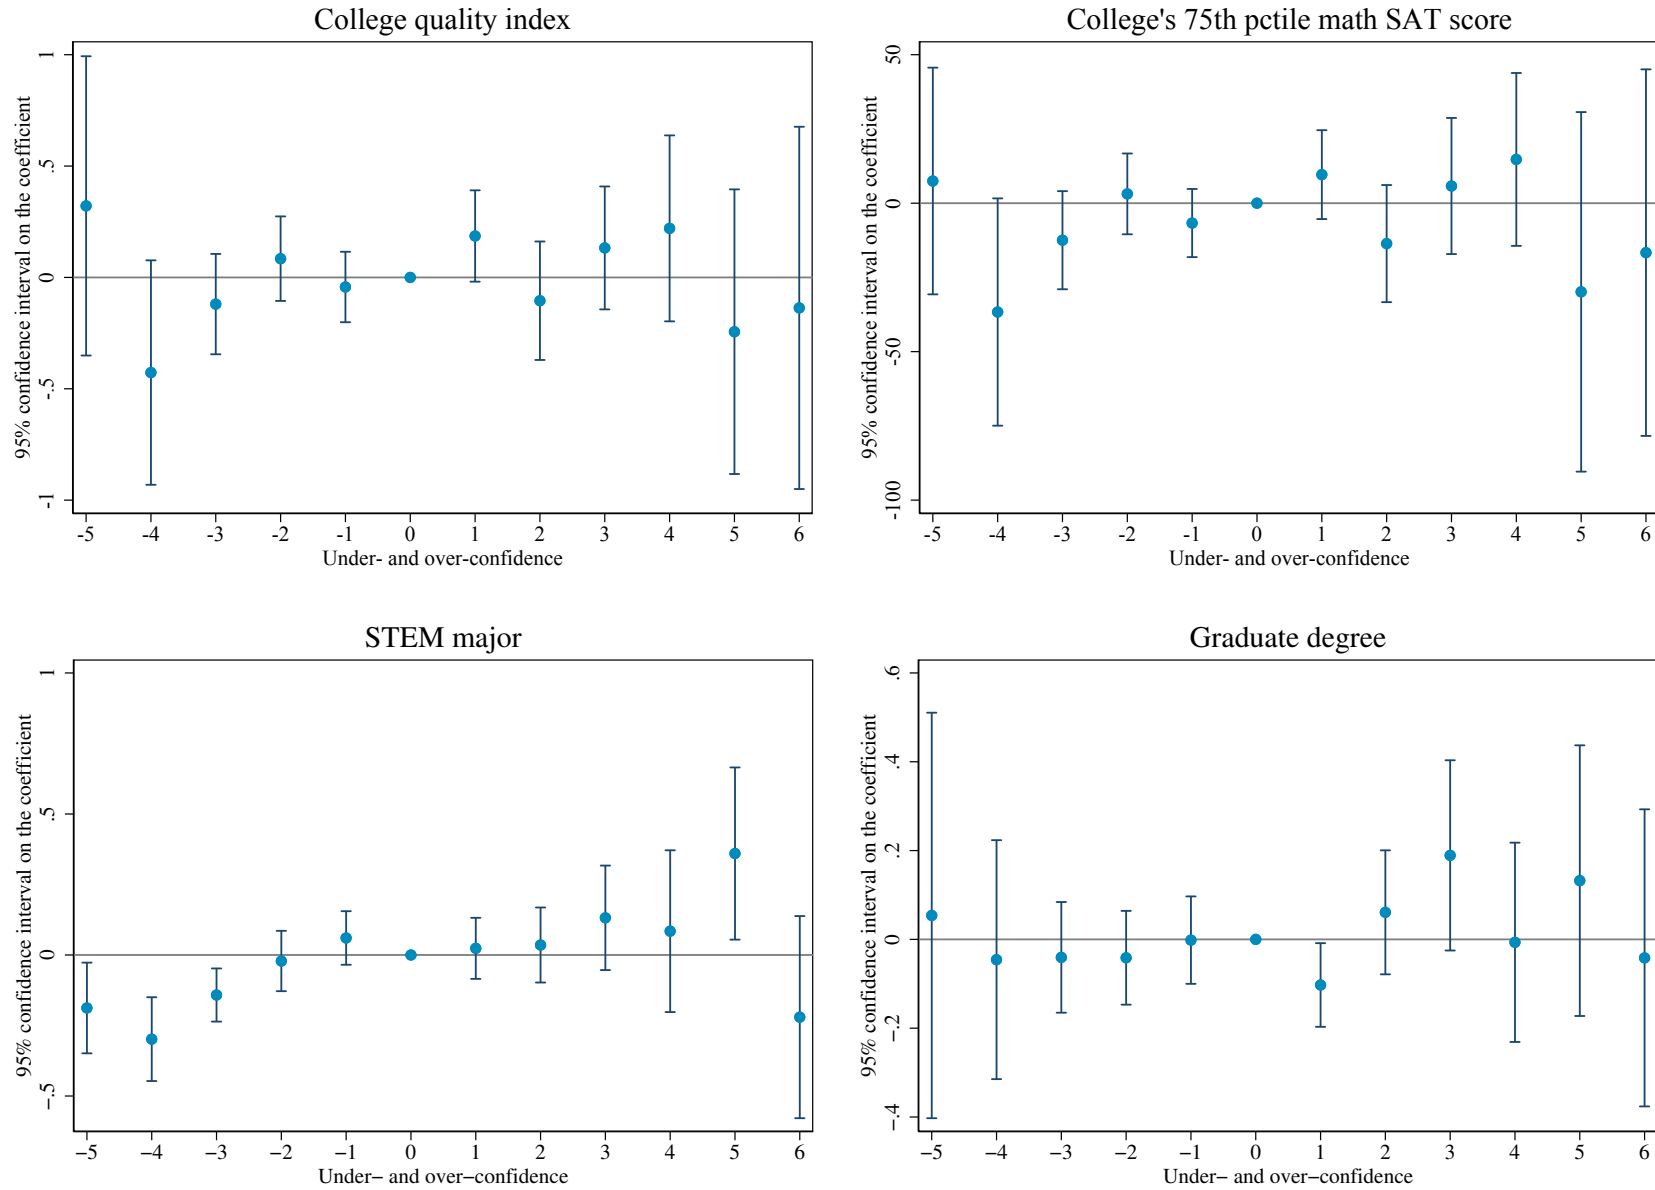 College quality index
95% confidence interval on the coefficient
1
.5
0
-.5
-1
-5 -4 -3 -2 -1 0 1 2 3 4 5 6
Under- and over-confidence
College's 75th pctile math SAT score
95% confidence interval on the coefficient
50
0
-50
-100
-5 -4 -3 -2 -1 0 1 2 3 4 5 6
Under- and over-confidence
STEM major
95% confidence interval on the coefficient
1
.5
0
−.5
−5 −4 −3 −2 −1 0 1 2 3 4 5 6
Under− and over−confidence
Graduate degree
95% confidence interval on the coefficient
.6
.4
.2
0
−.2
−.4
−5 −4 −3 −2 −1 0 1 2 3 4 5 6
Under− and over−confidence